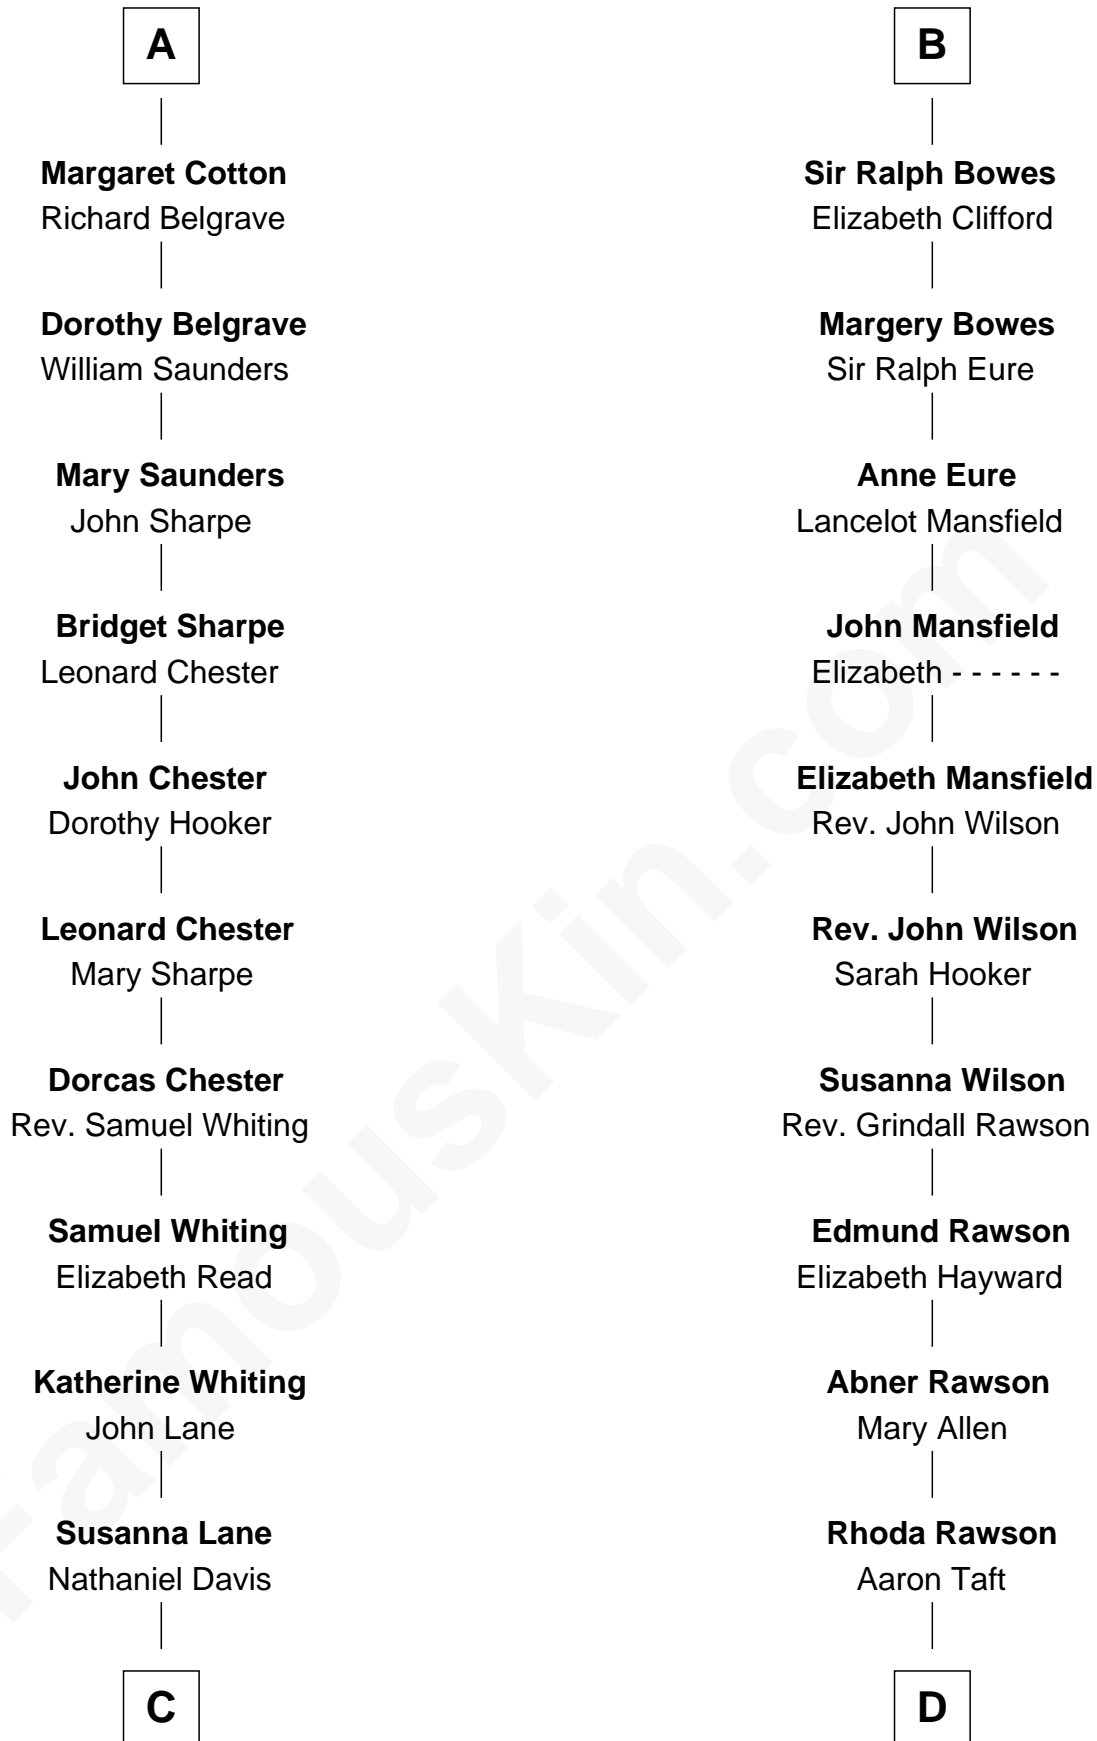 A
Margaret Cotton
Richard Belgrave
Dorothy Belgrave
William Saunders
Mary Saunders
John Sharpe
Bridget Sharpe
Leonard Chester
John Chester
Dorothy Hooker
Leonard Chester
Mary Sharpe
Dorcas Chester
Rev. Samuel Whiting
Samuel Whiting
Elizabeth Read
Katherine Whiting
John Lane
Susanna Lane
Nathaniel Davis
C
B
Sir Ralph Bowes
Elizabeth Clifford
Margery Bowes
Sir Ralph Eure
Anne Eure
Lancelot Mansfield
John Mansfield
Elizabeth - - - - - -
Elizabeth Mansfield
Rev. John Wilson
Rev. John Wilson
Sarah Hooker
Susanna Wilson
Rev. Grindall Rawson
Edmund Rawson
Elizabeth Hayward
Abner Rawson
Mary Allen
Rhoda Rawson
Aaron Taft
D
FamousKin.com